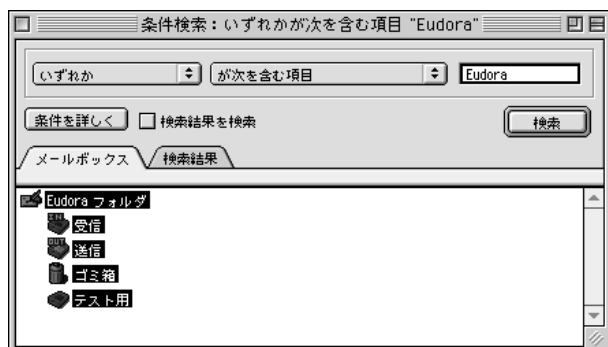 条件検索：いずれかが次を含む項目 "Eudora"
いずれか が次を含む項目 Eudora
条件を詳しく 検索結果を検索 検索
メールボックス 検索結果
Eudora フォルダ
IN 受信
OUT 送信
ゴミ箱
テスト用